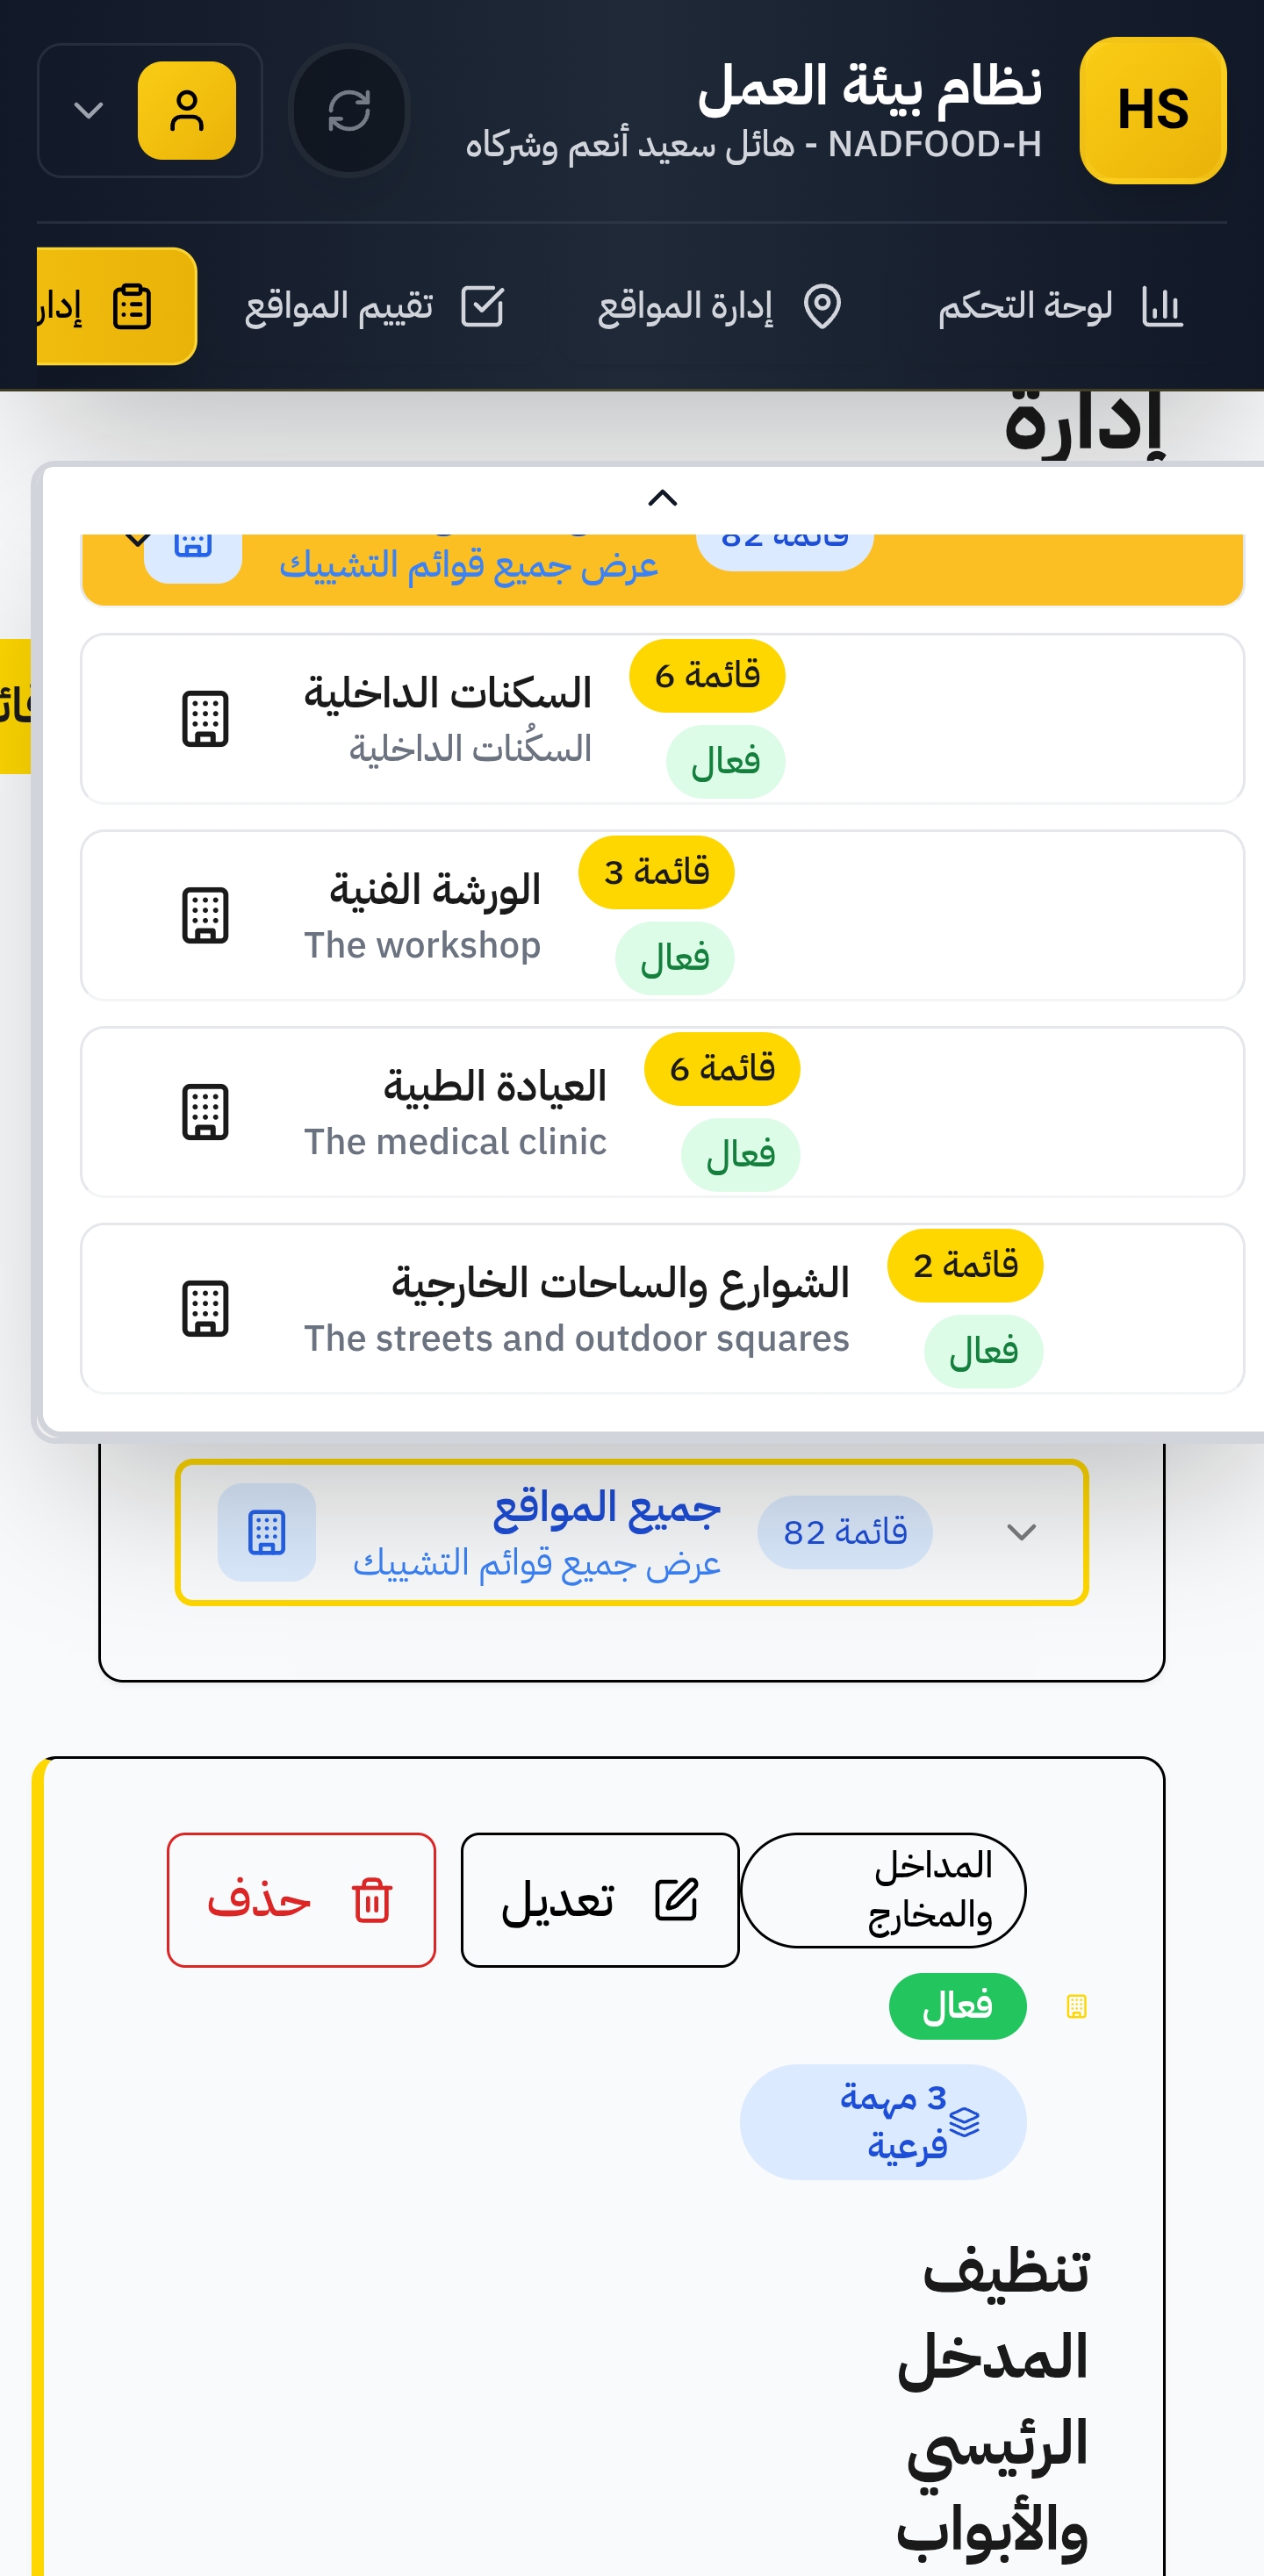 HS
نظام بيئة العمل
NADFOOD-H - هائل سعيد أنعم وشركاه
لوحة التحكم
إدارة المواقع
تقييم المواقع
إدارة
قائمة 82
عرض جميع قوائم التشييك
قائمة 6
السكنات الداخلية
السكُنات الداخلية
فعال
قائمة 3
الورشة الفنية
The workshop
فعال
قائمة 6
العيادة الطبية
The medical clinic
فعال
قائمة 2
الشوارع والساحات الخارجية
The streets and outdoor squares
فعال
جميع المواقع
قائمة 82
عرض جميع قوائم التشييك
المداخل
والمخارج
تعديل
حذف
فعال
3 مهمة
فرعية
تنظيف
المدخل
الرئيسي
والأبواب